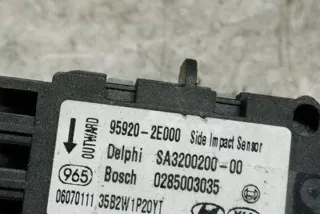 OUTWARD
95920-2E000 Side Impact Sensor
Delphi SA3200200-00
965 Bosch 0285003035
06070111 35B2W1P20YT